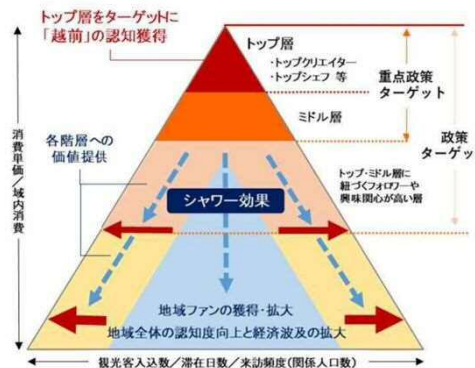 トップ層をターゲットに
「越前」の認知獲得
トップ層
・トップクリエイター
・トップシェフ 等
重点政策
ターゲット
ミドル層
政策
ターゲット
各階層への
価値提供
トップ・ミドル層に
紐づくフォロワーや
興味関心が高い層
シャワー効果
消費単価/域内消費
地域ファンの獲得・拡大
地域全体の認知度向上と経済波及の拡大
観光客入込数/滞在日数/来訪頻度(関係人口数)